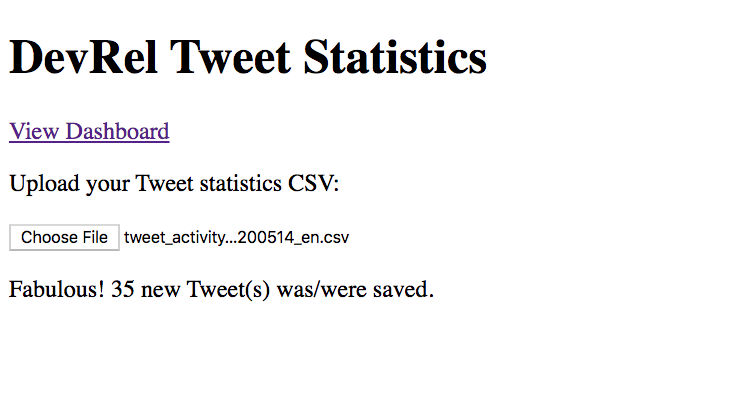 DevRel Tweet Statistics
View Dashboard
Upload your Tweet statistics CSV:
Choose File tweet_activity...200514_en.csv
Fabulous! 35 new Tweet(s) was/were saved.